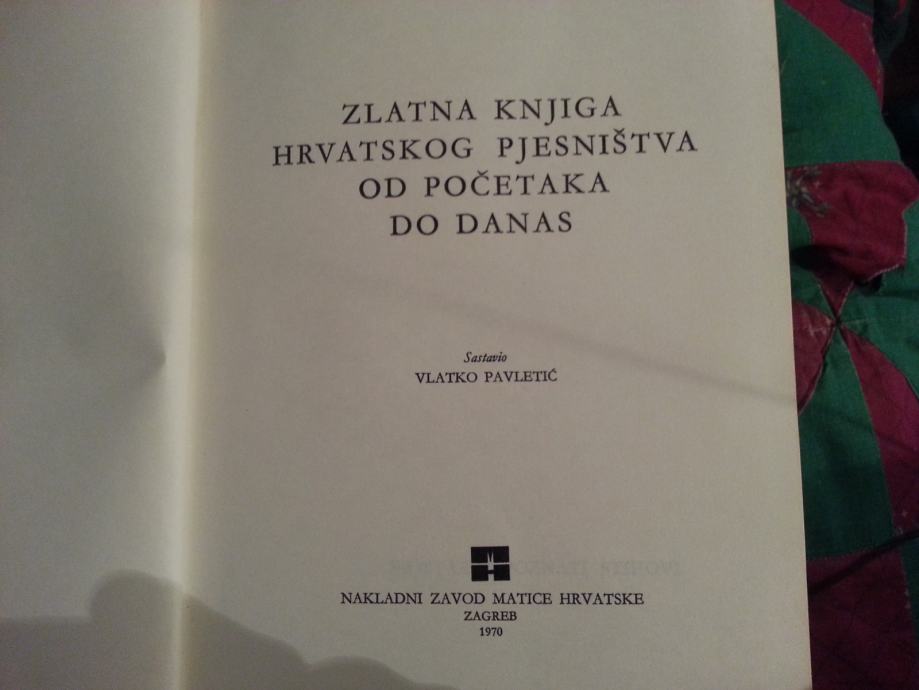 ZLATNA KNJIGA
HRVATSKOG PJESNIŠTVA
OD POČETAKA
DO DANAS
Sastavio
VLATKO PAVLETIĆ
NAKLADNI ZAVOD MATICE HRVATSKE
ZAGREB
1970